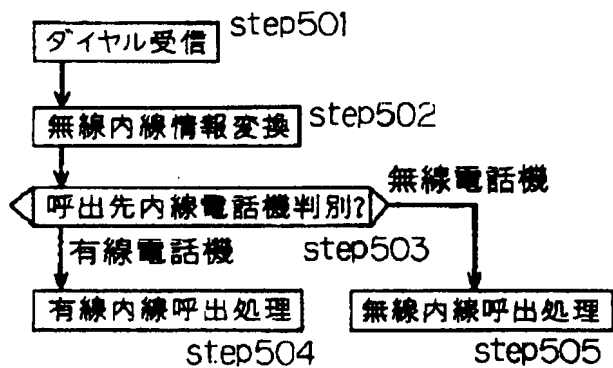 ダイヤル受信 step501
無線内線情報変換 step502
無線電話機
呼出先内線電話機判別?
有線電話機 step503
有線内線呼出処理 無線内線呼出処理
step504 step505